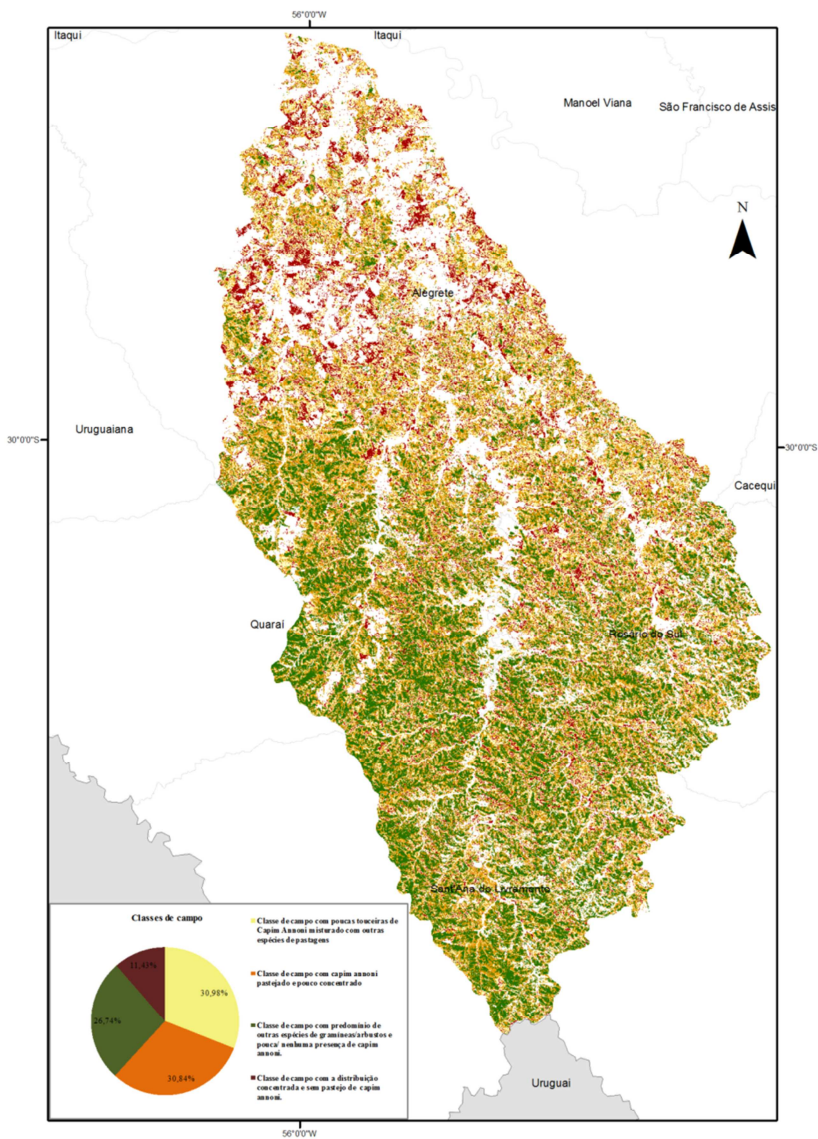 56°0'0"W
Itaqui
Itaqui
Manoel Viana
São Francisco de Assis
N
Alegrete
Uruguaiana
30°0'0"S
30°0'0"S
Cacequi
Quaraí
Rosário do Sul
Sant'Ana do Livramento
Classes de campo
11,43%
30,98%
26,74%
30,84%
Classe de campo com poucas touceiras de
Capim Annoni misturado com outras
espécies de pastagens
Classe de campo com capim annoni
pastejado e pouco concentrado
Classe de campo com predomínio de
outras espécies de gramíneas/arbustos e
pouca/ nenhuma presença de capim
annoni.
Classe de campo com a distribuição
concentrada e sem pastejo de capim
annoni.
Uruguai
56°0'0"W